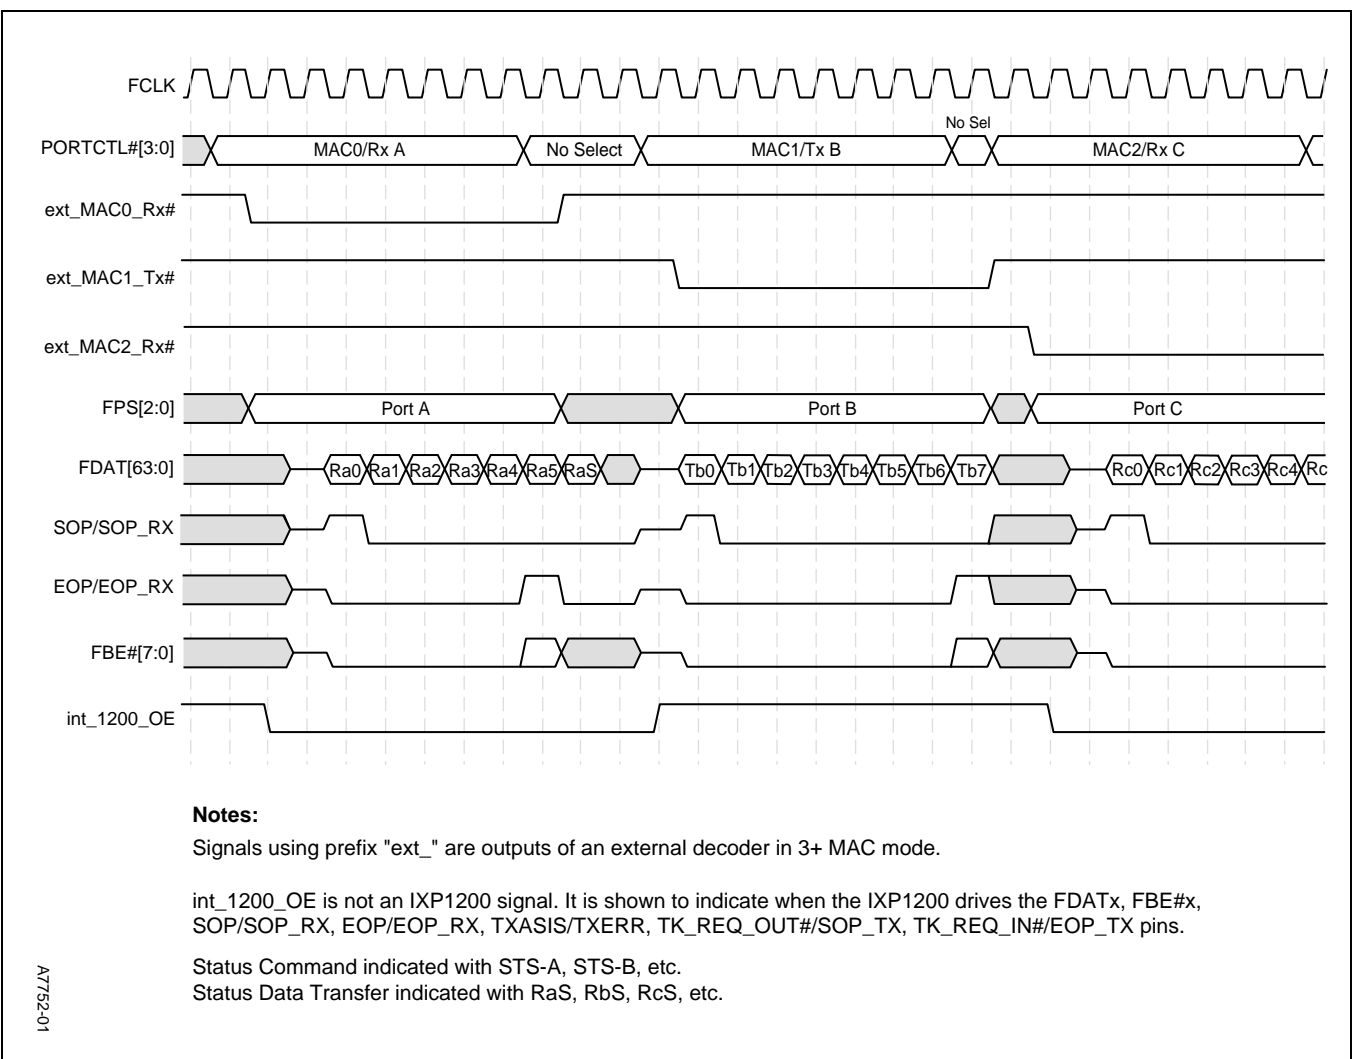 FCLK
No Sel
PORTCTL#[3:0] MAC0/Rx A No Select MAC1/Tx B MAC2/Rx C
ext_MAC0_Rx#
ext_MAC1_Tx#
ext_MAC2_Rx#
FPS[2:0] Port A Port B Port C
FDAT[63:0] Ra0 Ra1 Ra2 Ra3 Ra4 Ra5 RaS Tb0 Tb1 Tb2 Tb3 Tb4 Tb5 Tb6 Tb7 Rc0 Rc1 Rc2 Rc3 Rc4 Rc
SOP/SOP_RX
EOP/EOP_RX
FBE#[7:0]
int_1200_OE
Notes:
Signals using prefix "ext_" are outputs of an external decoder in 3+ MAC mode.
int_1200_OE is not an IXP1200 signal. It is shown to indicate when the IXP1200 drives the FDATx, FBE#x,
SOP/SOP_RX, EOP/EOP_RX, TXASIS/TXERR, TK_REQ_OUT#/SOP_TX, TK_REQ_IN#/EOP_TX pins.
Status Command indicated with STS-A, STS-B, etc.
Status Data Transfer indicated with RaS, RbS, RcS, etc.
A7752-01